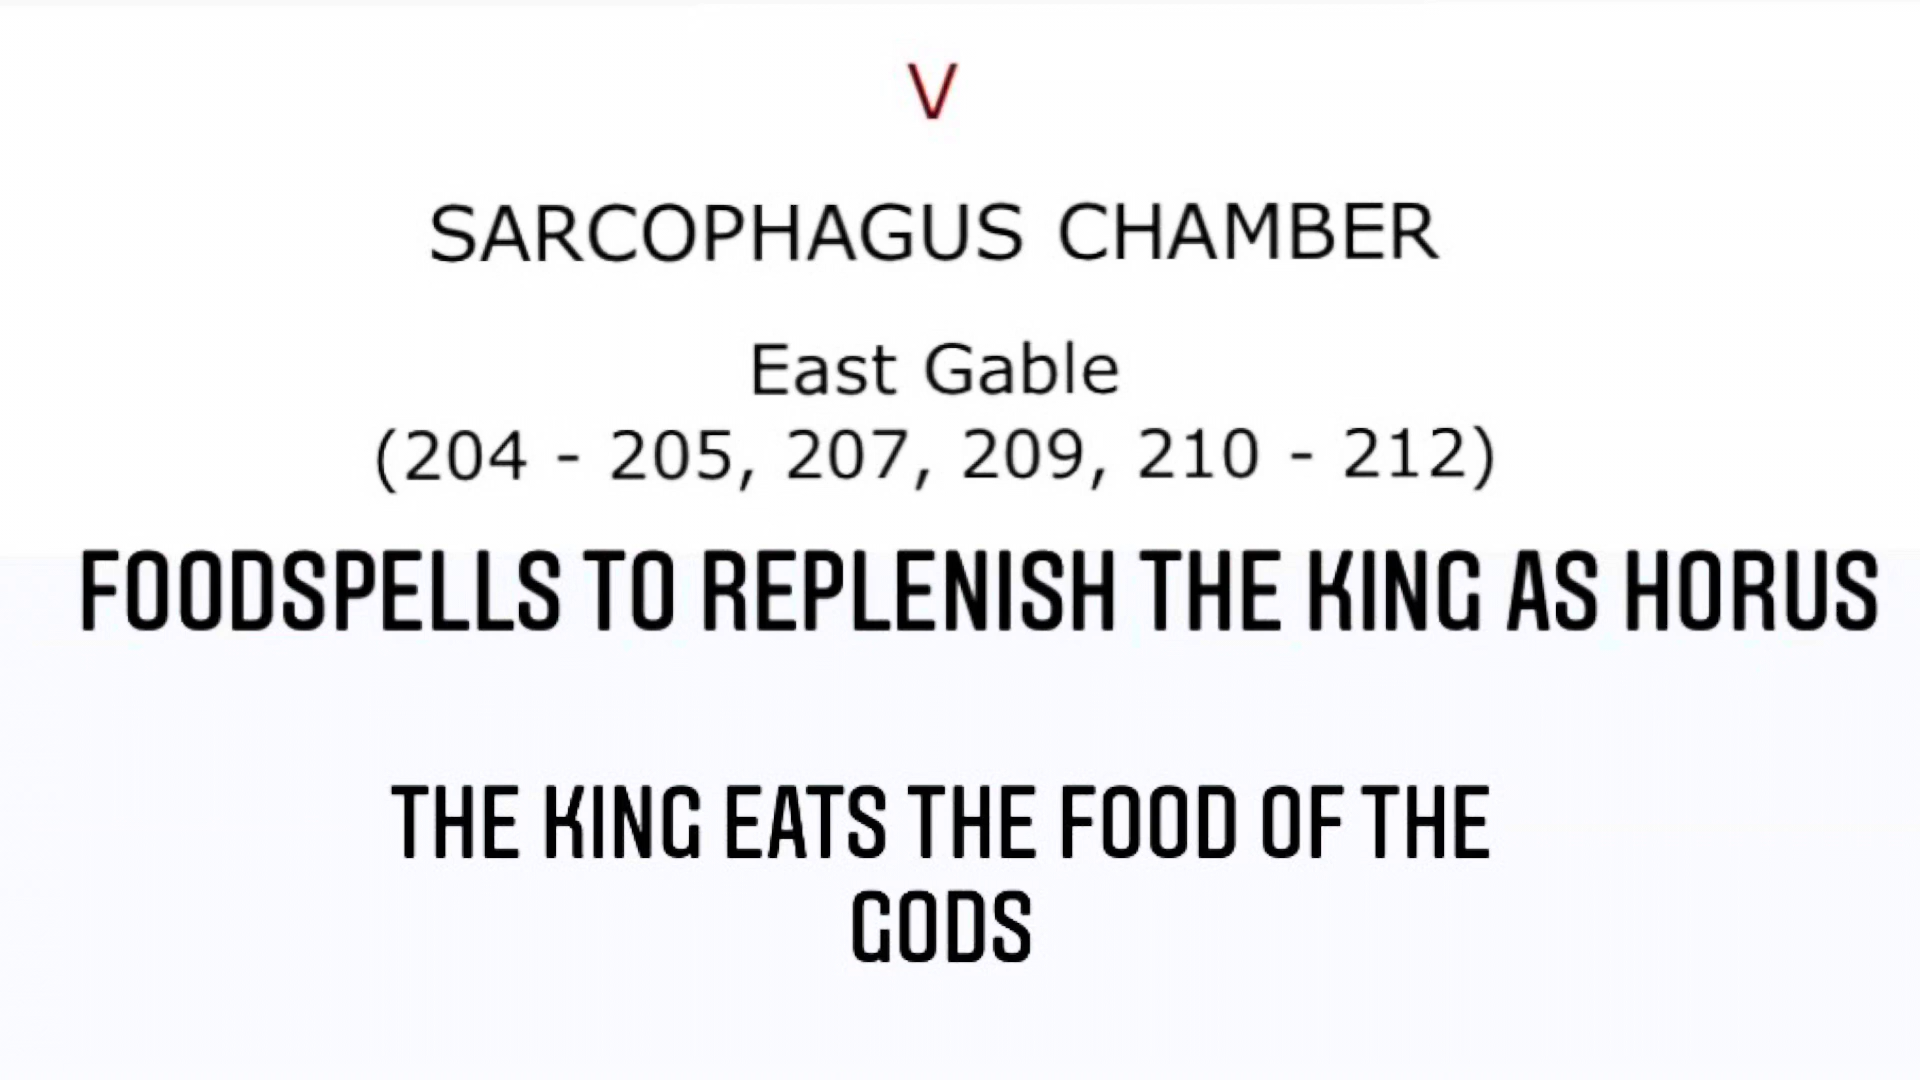 V
SARCOPHAGUS CHAMBER
East Gable
(204 - 205, 207, 209, 210 - 212)
FOODSPELLS TO REPLENISH THE KING AS HORUS
THE KING EATS THE FOOD OF THE
GODS